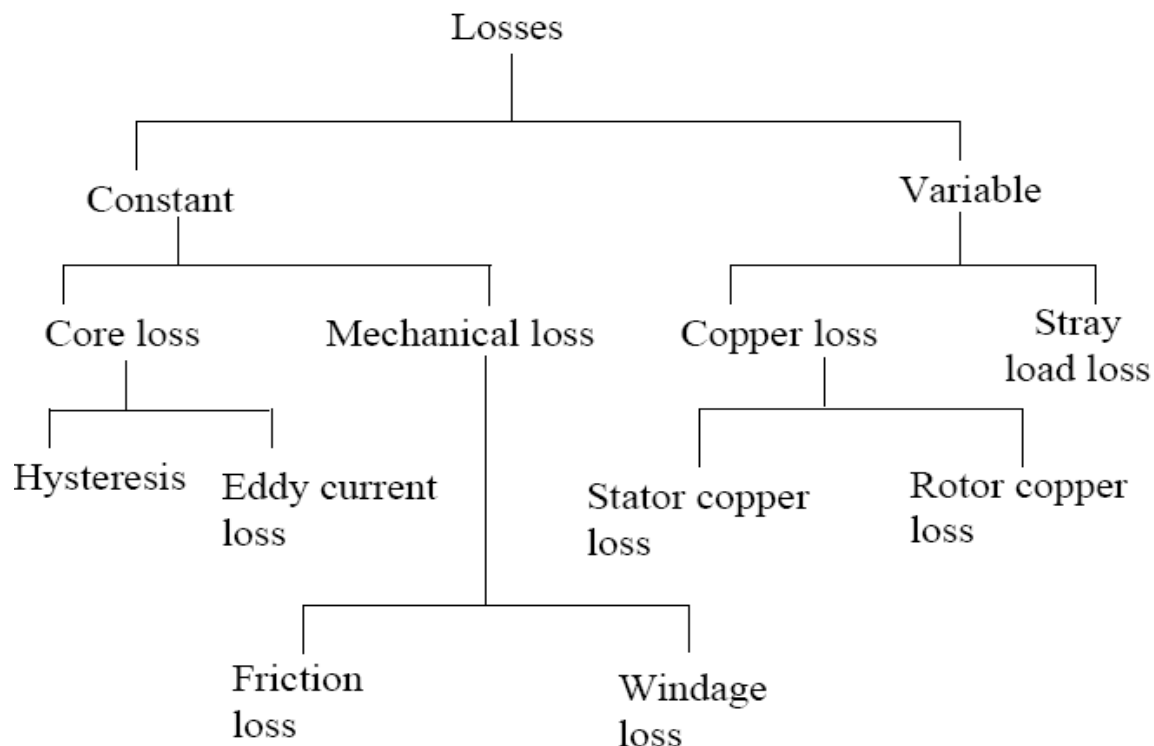 Losses
Constant
Variable
Core loss
Mechanical loss
Copper loss
Stray
load loss
Hysteresis
Eddy current
loss
Stator copper
loss
Rotor copper
loss
Friction
loss
Windage
loss